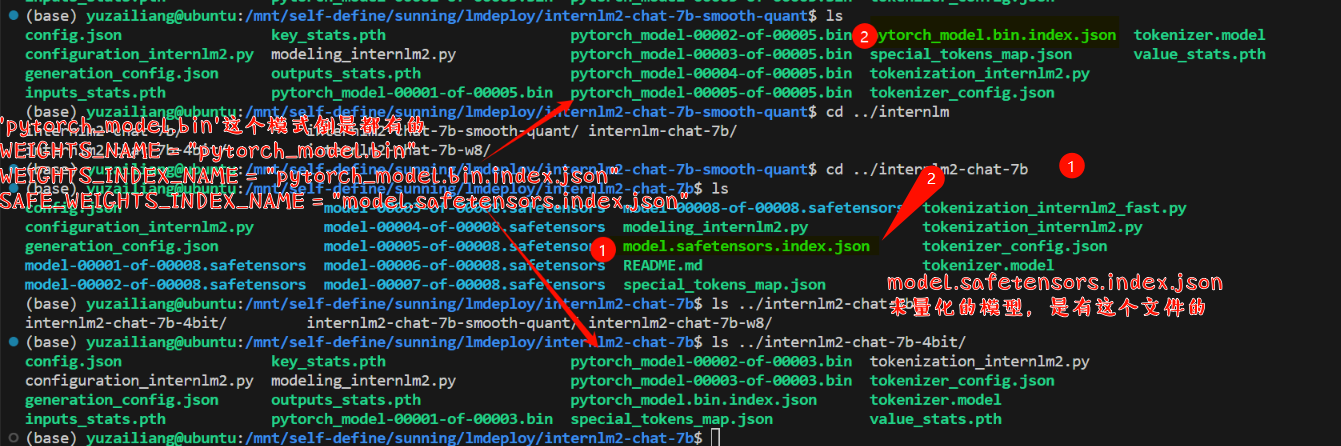 inputs_stats.pth pytorch_model-00002-of-00005.bin tokenizer_config.json
(base) yuzailiang@ubuntu:/mnt/self-define/sunning/lmdeploy/internlm2-chat-7b-smooth-quant$ ls
config.json key_stats.pth pytorch_model-00002-of-00005.bin 2 ytorch_model.bin.index.json tokenizer.model
configuration_internlm2.py modeling_internlm2.py pytorch_model-00003-of-00005.bin special_tokens_map.json value_stats.pth
generation_config.json outputs_stats.pth pytorch_model-00004-of-00005.bin tokenization_internlm2.py
inputs_stats.pth pytorch_model-00001-of-00005.bin pytorch_model-00005-of-00005.bin tokenizer_config.json
(base) yuzailiang@ubuntu:/mnt/self-define/sunning/lmdeploy/internlm2-chat-7b-smooth-quant$ cd ../internlm
'pytorch_model.bin'这个模式倒是都有的
internlm2-chat-7b-smooth-quant/ internlm-chat-7b/
WEIGHTS_NAME = "pytorch_model.bin"
internlm2-chat-7b-w8/
(base) yuzailiang@ubuntu:/mnt/self-define/sunning/lmdeploy/internlm2-chat-7b-smooth-quant$ cd ../internlm2-chat-7b
1
WEIGHTS_INDEX_NAME = "pytorch_model.bin.index.json"
2
ls
SAFE_WEIGHTS_INDEX_NAME = "model.safetensors.index.json"
config.json model-00008-of-00008.safetensors tokenization_internlm2_fast.py
configuration_internlm2.py model-00004-of-00008.safetensors modeling_internlm2.py tokenization_internlm2.py
generation_config.json model-00005-of-00008.safetensors 1 model.safetensors.index.json tokenizer_config.json
model-00001-of-00008.safetensors model-00006-of-00008.safetensors README.md tokenizer.model
model-00002-of-00008.safetensors model-00007-of-00008.safetensors special_tokens_map.json
model.safetensors.index.json
未量化的模型，是有这个文件的
(base) yuzailiang@ubuntu:/mnt/self-define/sunning/lmdeploy/internlm2-chat-7b$ ls ../internlm2-chat-
internlm2-chat-7b-4bit/ internlm2-chat-7b-smooth-quant/ internlm2-chat-7b-w8/
(base) yuzailiang@ubuntu:/mnt/self-define/sunning/lmdeploy/internlm2-chat-7b$ ls ../internlm2-chat-7b-4bit/
config.json key_stats.pth pytorch_model-00002-of-00003.bin tokenization_internlm2.py
configuration_internlm2.py modeling_internlm2.py pytorch_model-00003-of-00003.bin tokenizer_config.json
generation_config.json outputs_stats.pth pytorch_model.bin.index.json tokenizer.model
inputs_stats.pth pytorch_model-00001-of-00003.bin special_tokens_map.json value_stats.pth
(base) yuzailiang@ubuntu:/mnt/self-define/sunning/lmdeploy/internlm2-chat-7b$